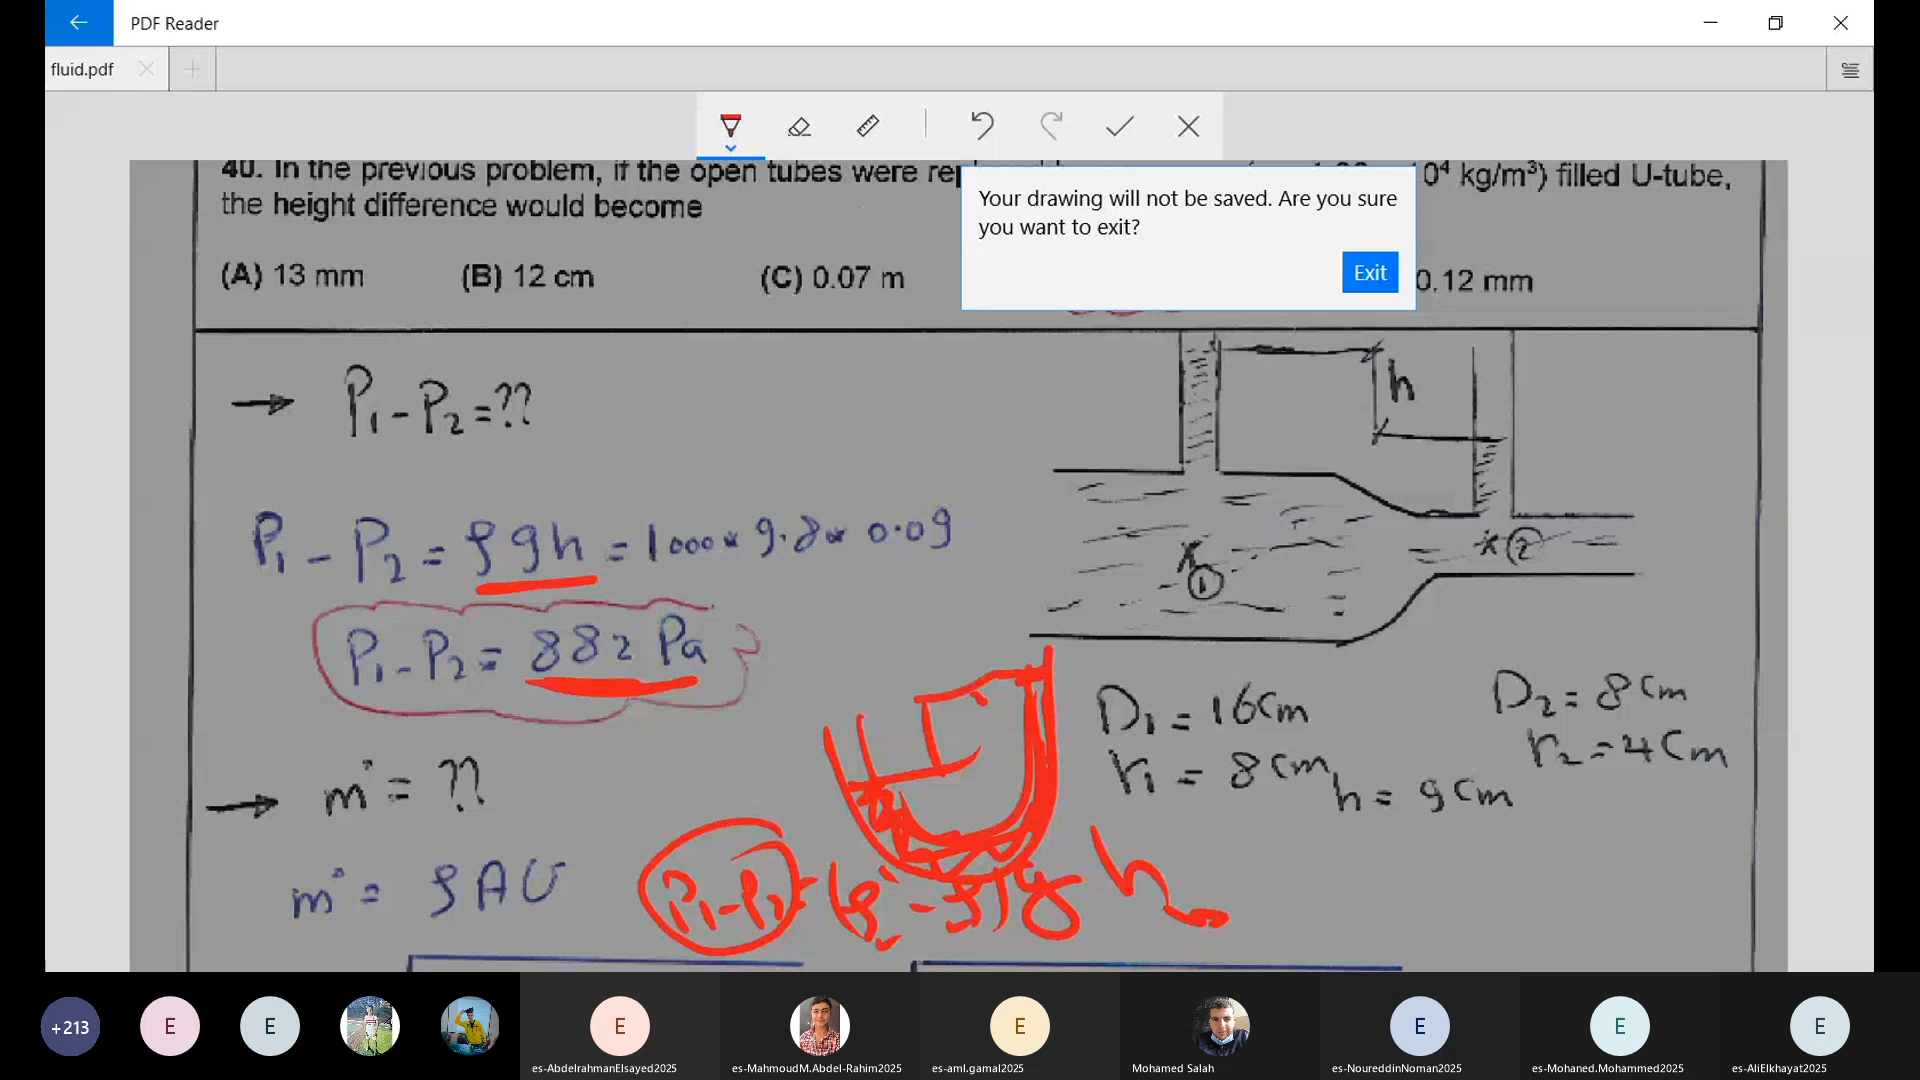 PDF Reader
fluid.pdf
40. In the previous problem, if the open tubes were 0⁴ kg/m³) filled U-tube,
the height difference would become
Your drawing will not be saved. Are you sure
you want to exit?
Exit
(A) 13 mm (B) 12 cm (C) 0.07 m 0.12 mm
→ P₁ - P₂ = ??
h
P₁ - P₂ = ρgh = 1000 * 9.8 * 0.09
* ① * ②
P₁ - P₂ = 882 Pa
D₁ = 16 Cm D₂ = 8 Cm
r₁ = 8 Cm r₂ = 4 Cm
h = 9 Cm
→ m° = ??
m° = ρAU
P₁-P₂ = (ρ' - ρ) g h
+213 E E E E E E E
es-AbdelrahmanElsayed2025 es-MahmoudM.Abdel-Rahim2025 es-aml.gamal2025 Mohamed Salah es-NoureddinNoman2025 es-Mohaned.Mohammed2025 es-AliElkhayat2025